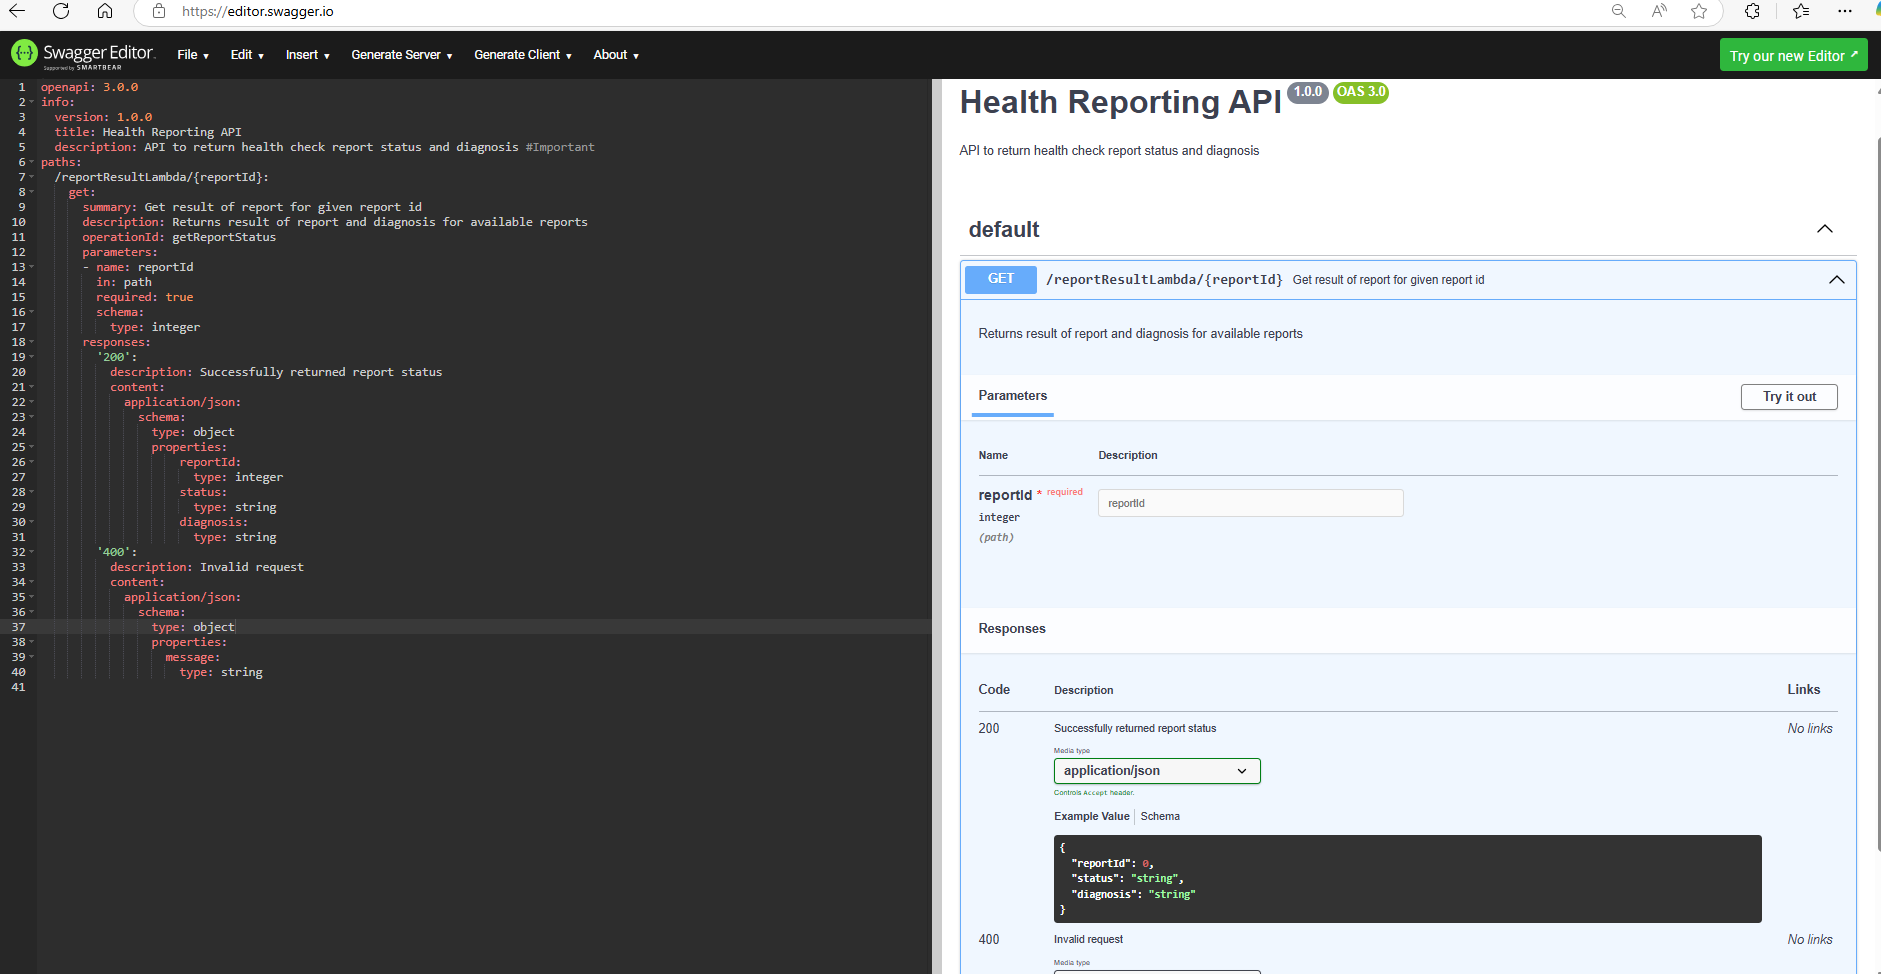 https://editor.swagger.io
Swagger Editor
Supported by SMARTBEAR
File Edit Insert Generate Server Generate Client About
Try our new Editor
1 openapi: 3.0.0
2 info:
3 version: 1.0.0
4 title: Health Reporting API
5 description: API to return health check report status and diagnosis #Important
6 paths:
7 /reportResultLambda/{reportId}:
8 get:
9 summary: Get result of report for given report id
10 description: Returns result of report and diagnosis for available reports
11 operationId: getReportStatus
12 parameters:
13 - name: reportId
14 in: path
15 required: true
16 schema:
17 type: integer
18 responses:
19 '200':
20 description: Successfully returned report status
21 content:
22 application/json:
23 schema:
24 type: object
25 properties:
26 reportId:
27 type: integer
28 status:
29 type: string
30 diagnosis:
31 type: string
32 '400':
33 description: Invalid request
34 content:
35 application/json:
36 schema:
37 type: object
38 properties:
39 message:
40 type: string
41
Health Reporting API 1.0.0 OAS 3.0
API to return health check report status and diagnosis
default
GET /reportResultLambda/{reportId} Get result of report for given report id
Returns result of report and diagnosis for available reports
Parameters
Try it out
Name Description
reportId * required
integer
(path)
reportId
Responses
Code Description Links
200 Successfully returned report status No links
Media type
application/json
Controls Accept header.
Example Value Schema
{
"reportId": 0,
"status": "string",
"diagnosis": "string"
}
400 Invalid request No links
Media type